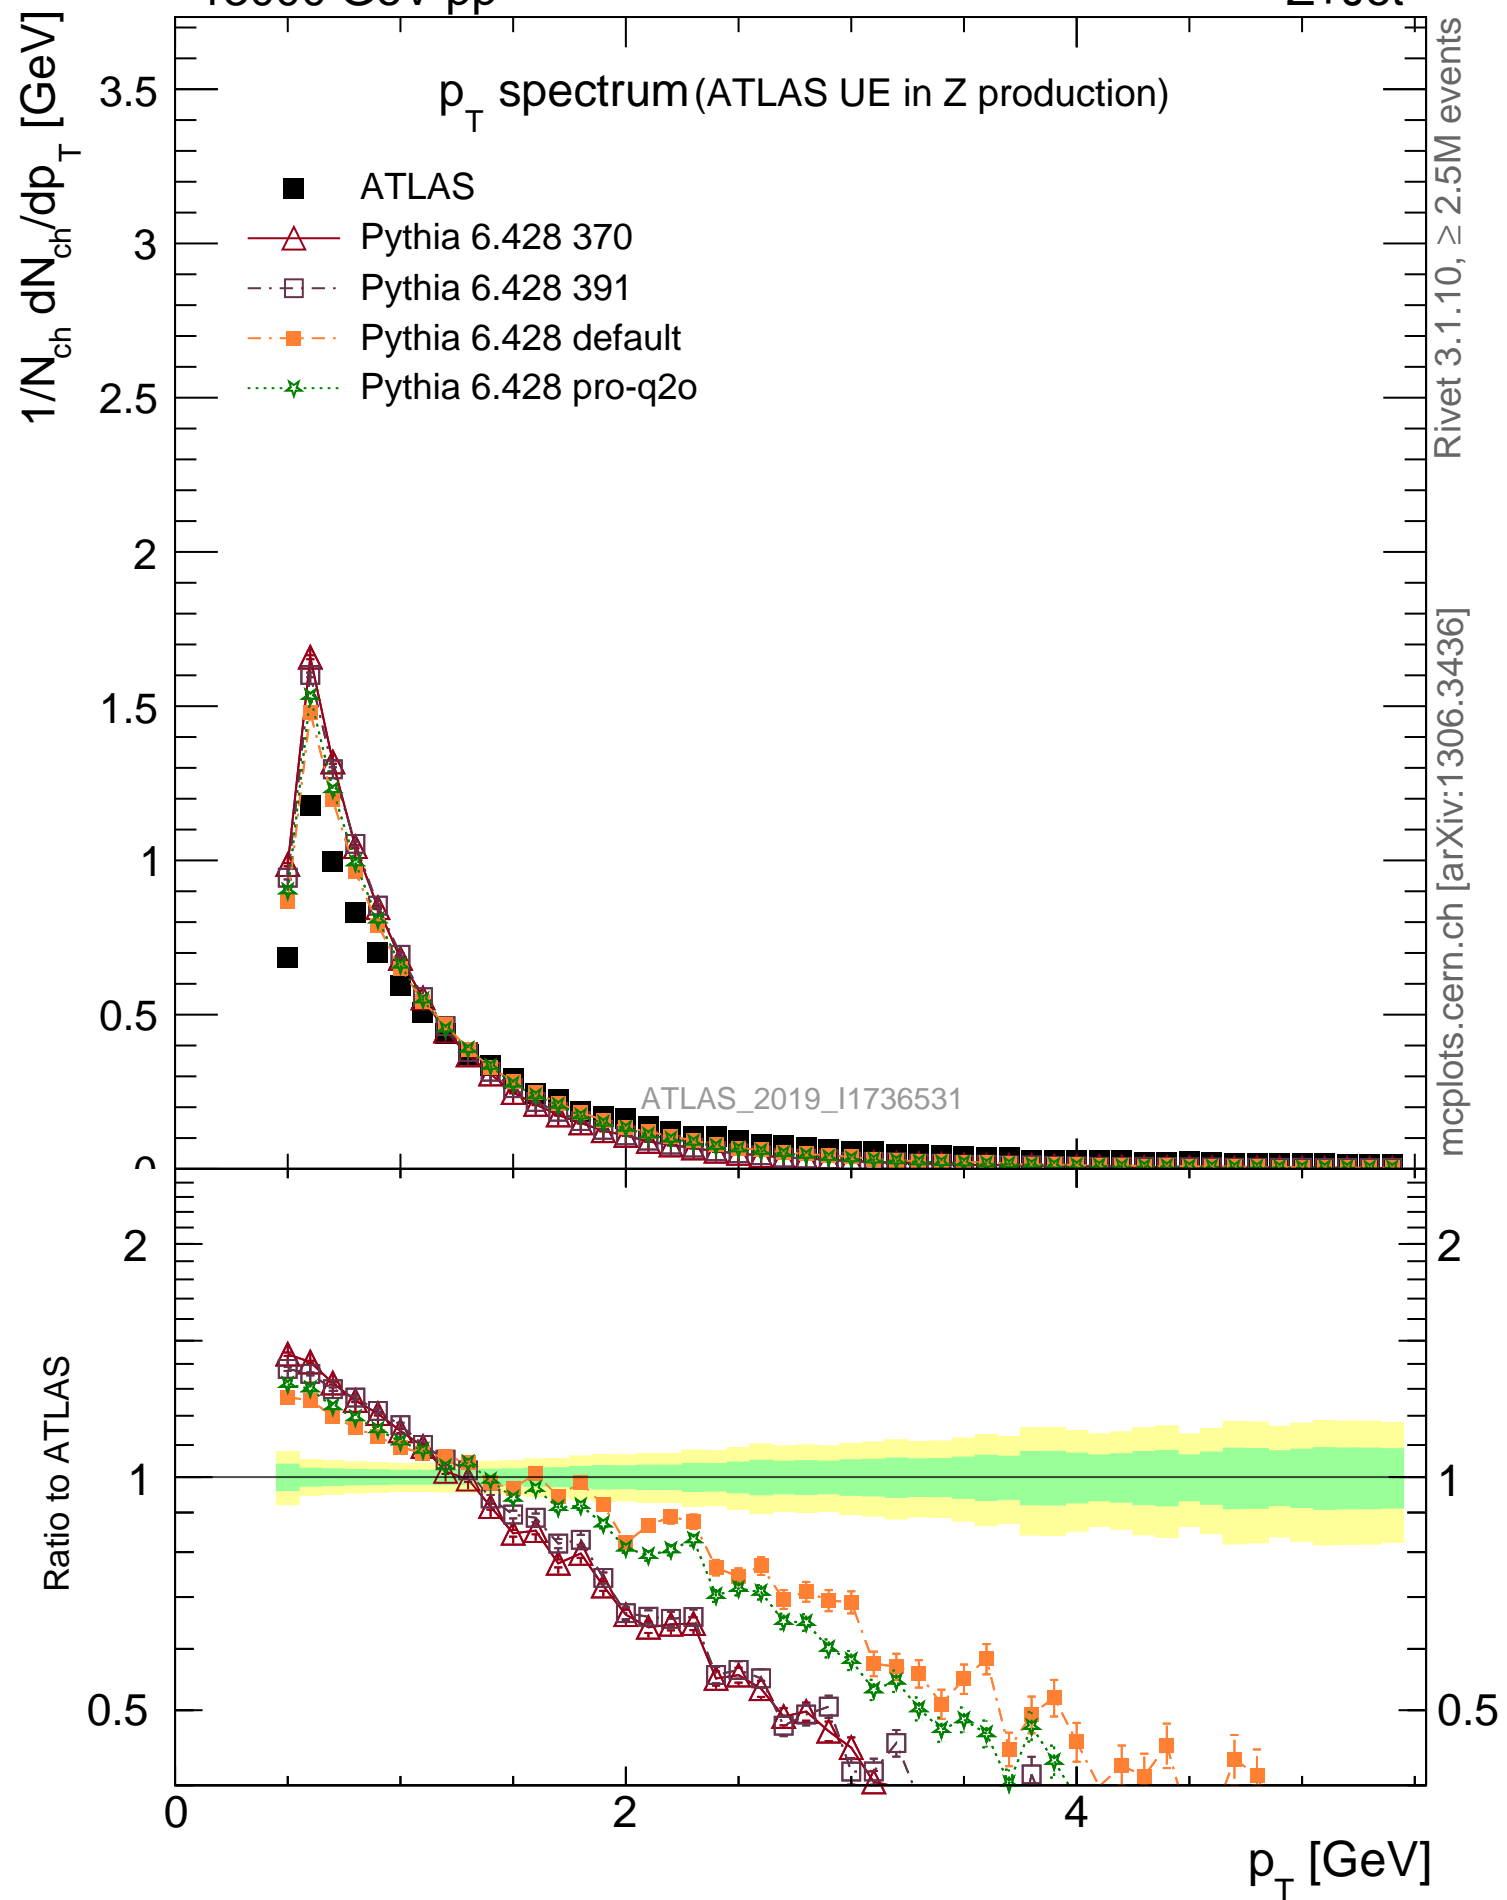 p_T spectrum (ATLAS UE in Z production)
1/N_ch dN_ch/dp_T [GeV]
3.5
3
2.5
2
1.5
1
0.5
0
ATLAS
Pythia 6.428 370
Pythia 6.428 391
Pythia 6.428 default
Pythia 6.428 pro-q2o
ATLAS_2019_I1736531
Rivet 3.1.10, ≥ 2.5M events
mcplots.cern.ch [arXiv:1306.3436]
Ratio to ATLAS
2
1
0.5
2
1
0.5
0
2
4
p_T [GeV]